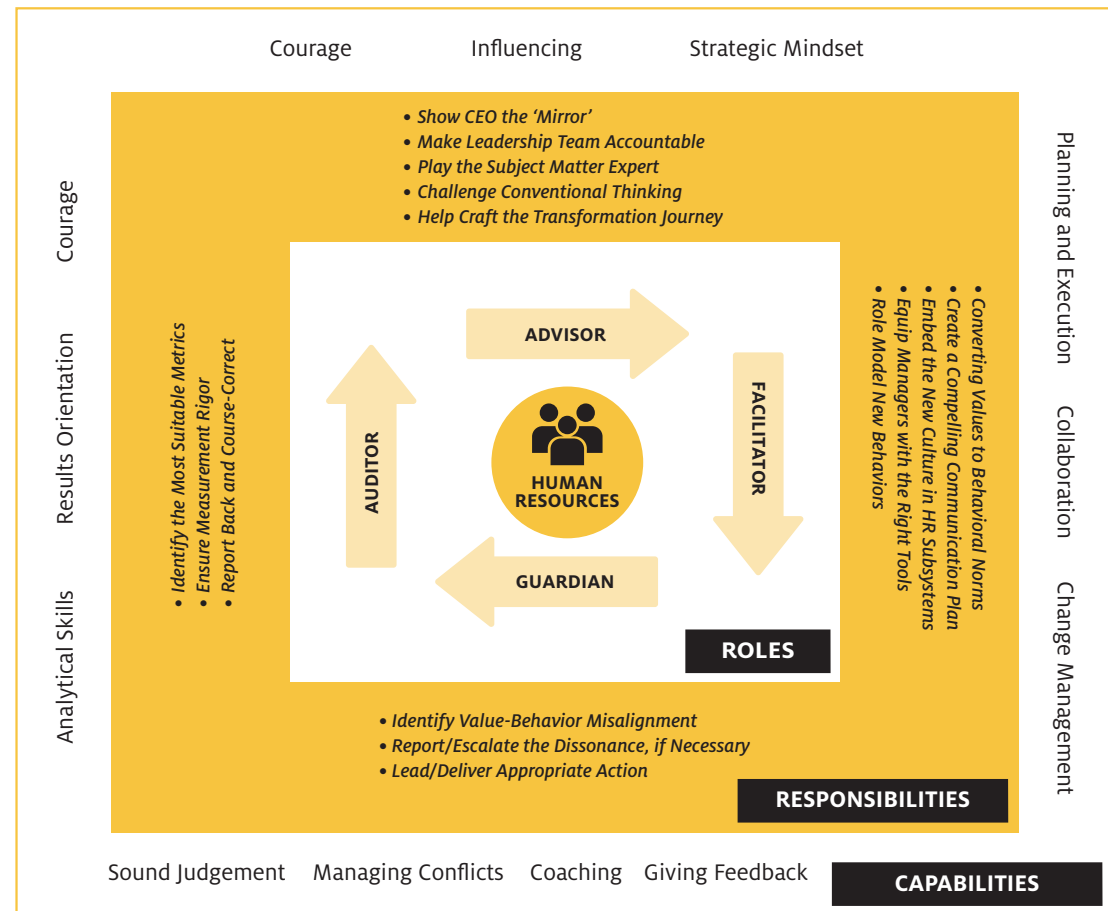 Courage Influencing Strategic Mindset
• Show CEO the ‘Mirror’
• Make Leadership Team Accountable
• Play the Subject Matter Expert
• Challenge Conventional Thinking
• Help Craft the Transformation Journey
Courage
Results Orientation
Analytical Skills
• Identify the Most Suitable Metrics
• Ensure Measurement Rigor
• Report Back and Course-Correct
ADVISOR
FACILITATOR
GUARDIAN
AUDITOR
HUMAN
RESOURCES
ROLES
• Converting Values to Behavioral Norms
• Create a Compelling Communication Plan
• Embed the New Culture in HR Subsystems
• Equip Managers with the Right Tools
• Role Model New Behaviors
Planning and Execution
Collaboration
Change Management
• Identify Value-Behavior Misalignment
• Report/Escalate the Dissonance, if Necessary
• Lead/Deliver Appropriate Action
RESPONSIBILITIES
Sound Judgement Managing Conflicts Coaching Giving Feedback
CAPABILITIES